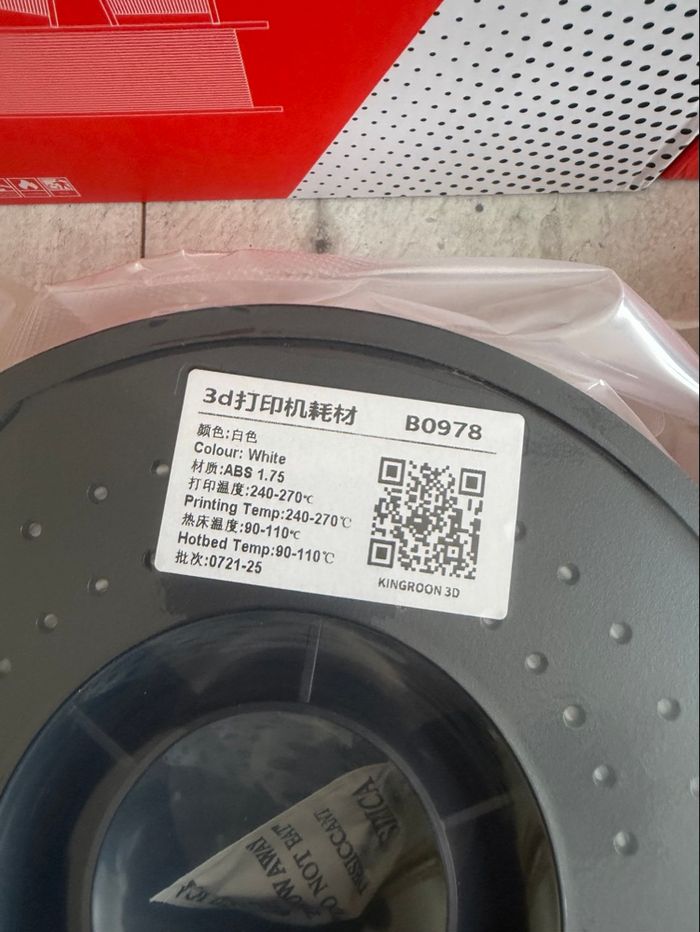 3d打印机耗材 B0978
颜色:白色
Colour: White
材质:ABS 1.75
打印温度:240-270℃
Printing Temp:240-270℃
热床温度:90-110℃
Hotbed Temp:90-110℃
批次:0721-25
KINGROON 3D
SIZICA
DESICCANT
DO NOT EAT
AWAY